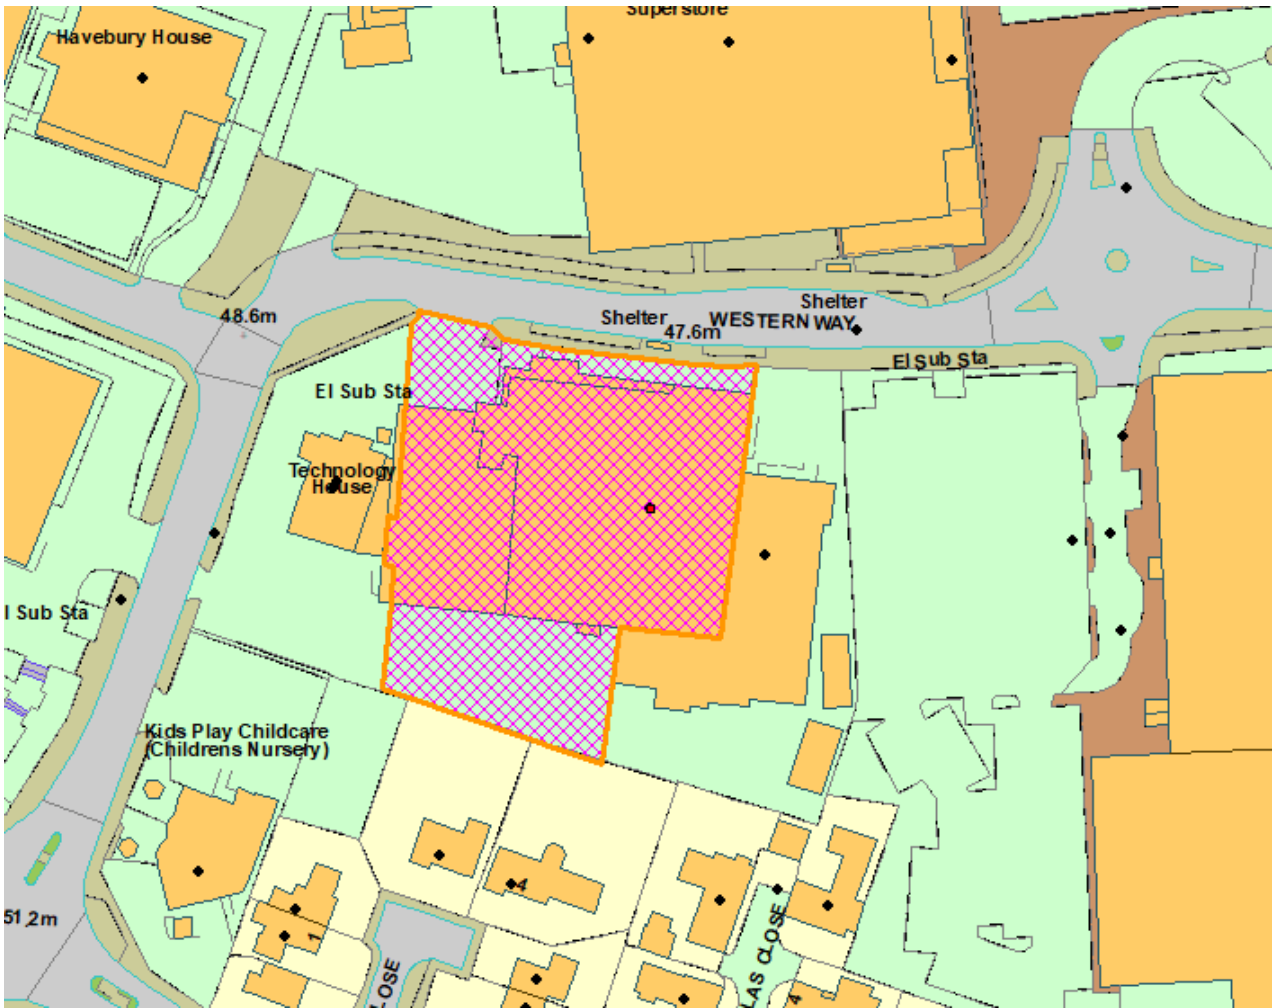 Superstore
Havebury House
Shelter
48.6m
Shelter
WESTERN WAY
47.6m
El Sub Sta
El Sub Sta
Technology
House
l Sub Sta
Kids Play Childcare
(Childrens Nursery)
4
51.2m
1
LOSE
LAS CLOSE
4